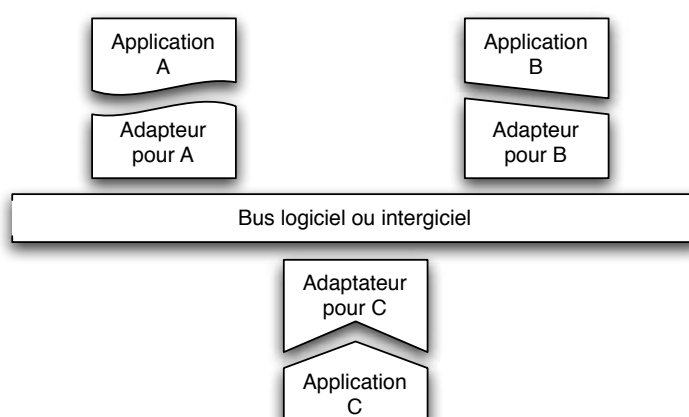 Application
A
Application
B
Adapteur
pour A
Adapteur
pour B
Bus logiciel ou intergiciel
Adaptateur
pour C
Application
C